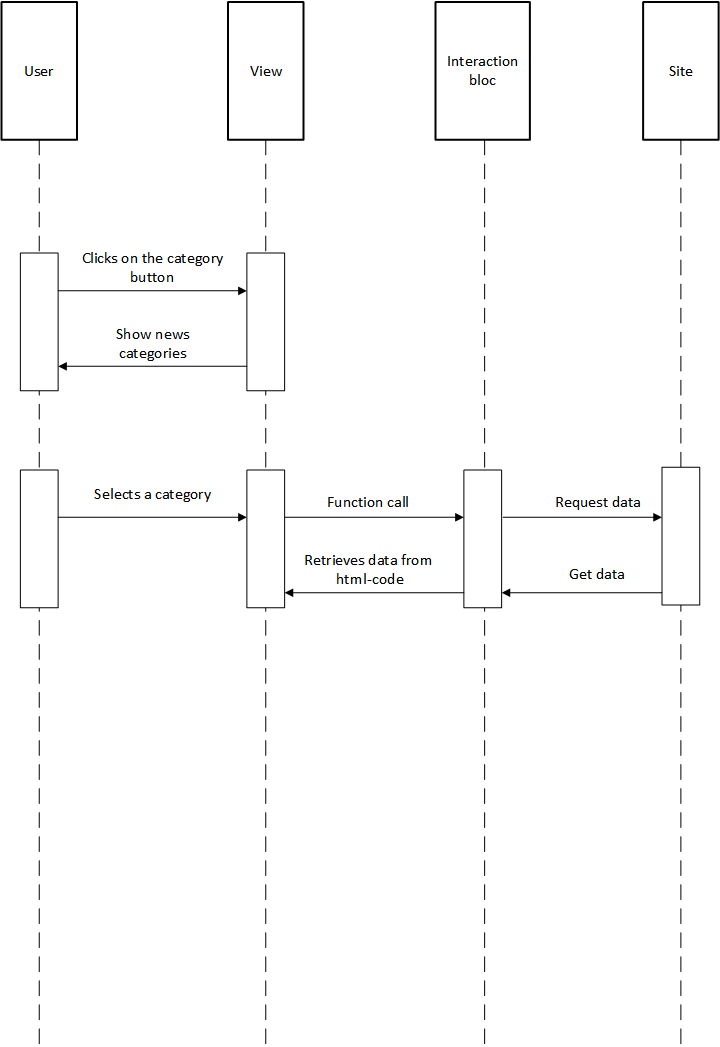 User
View
Interaction
bloc
Site
Clicks on the category
button
Show news
categories
Selects a category
Function call
Request data
Retrieves data from
html-code
Get data